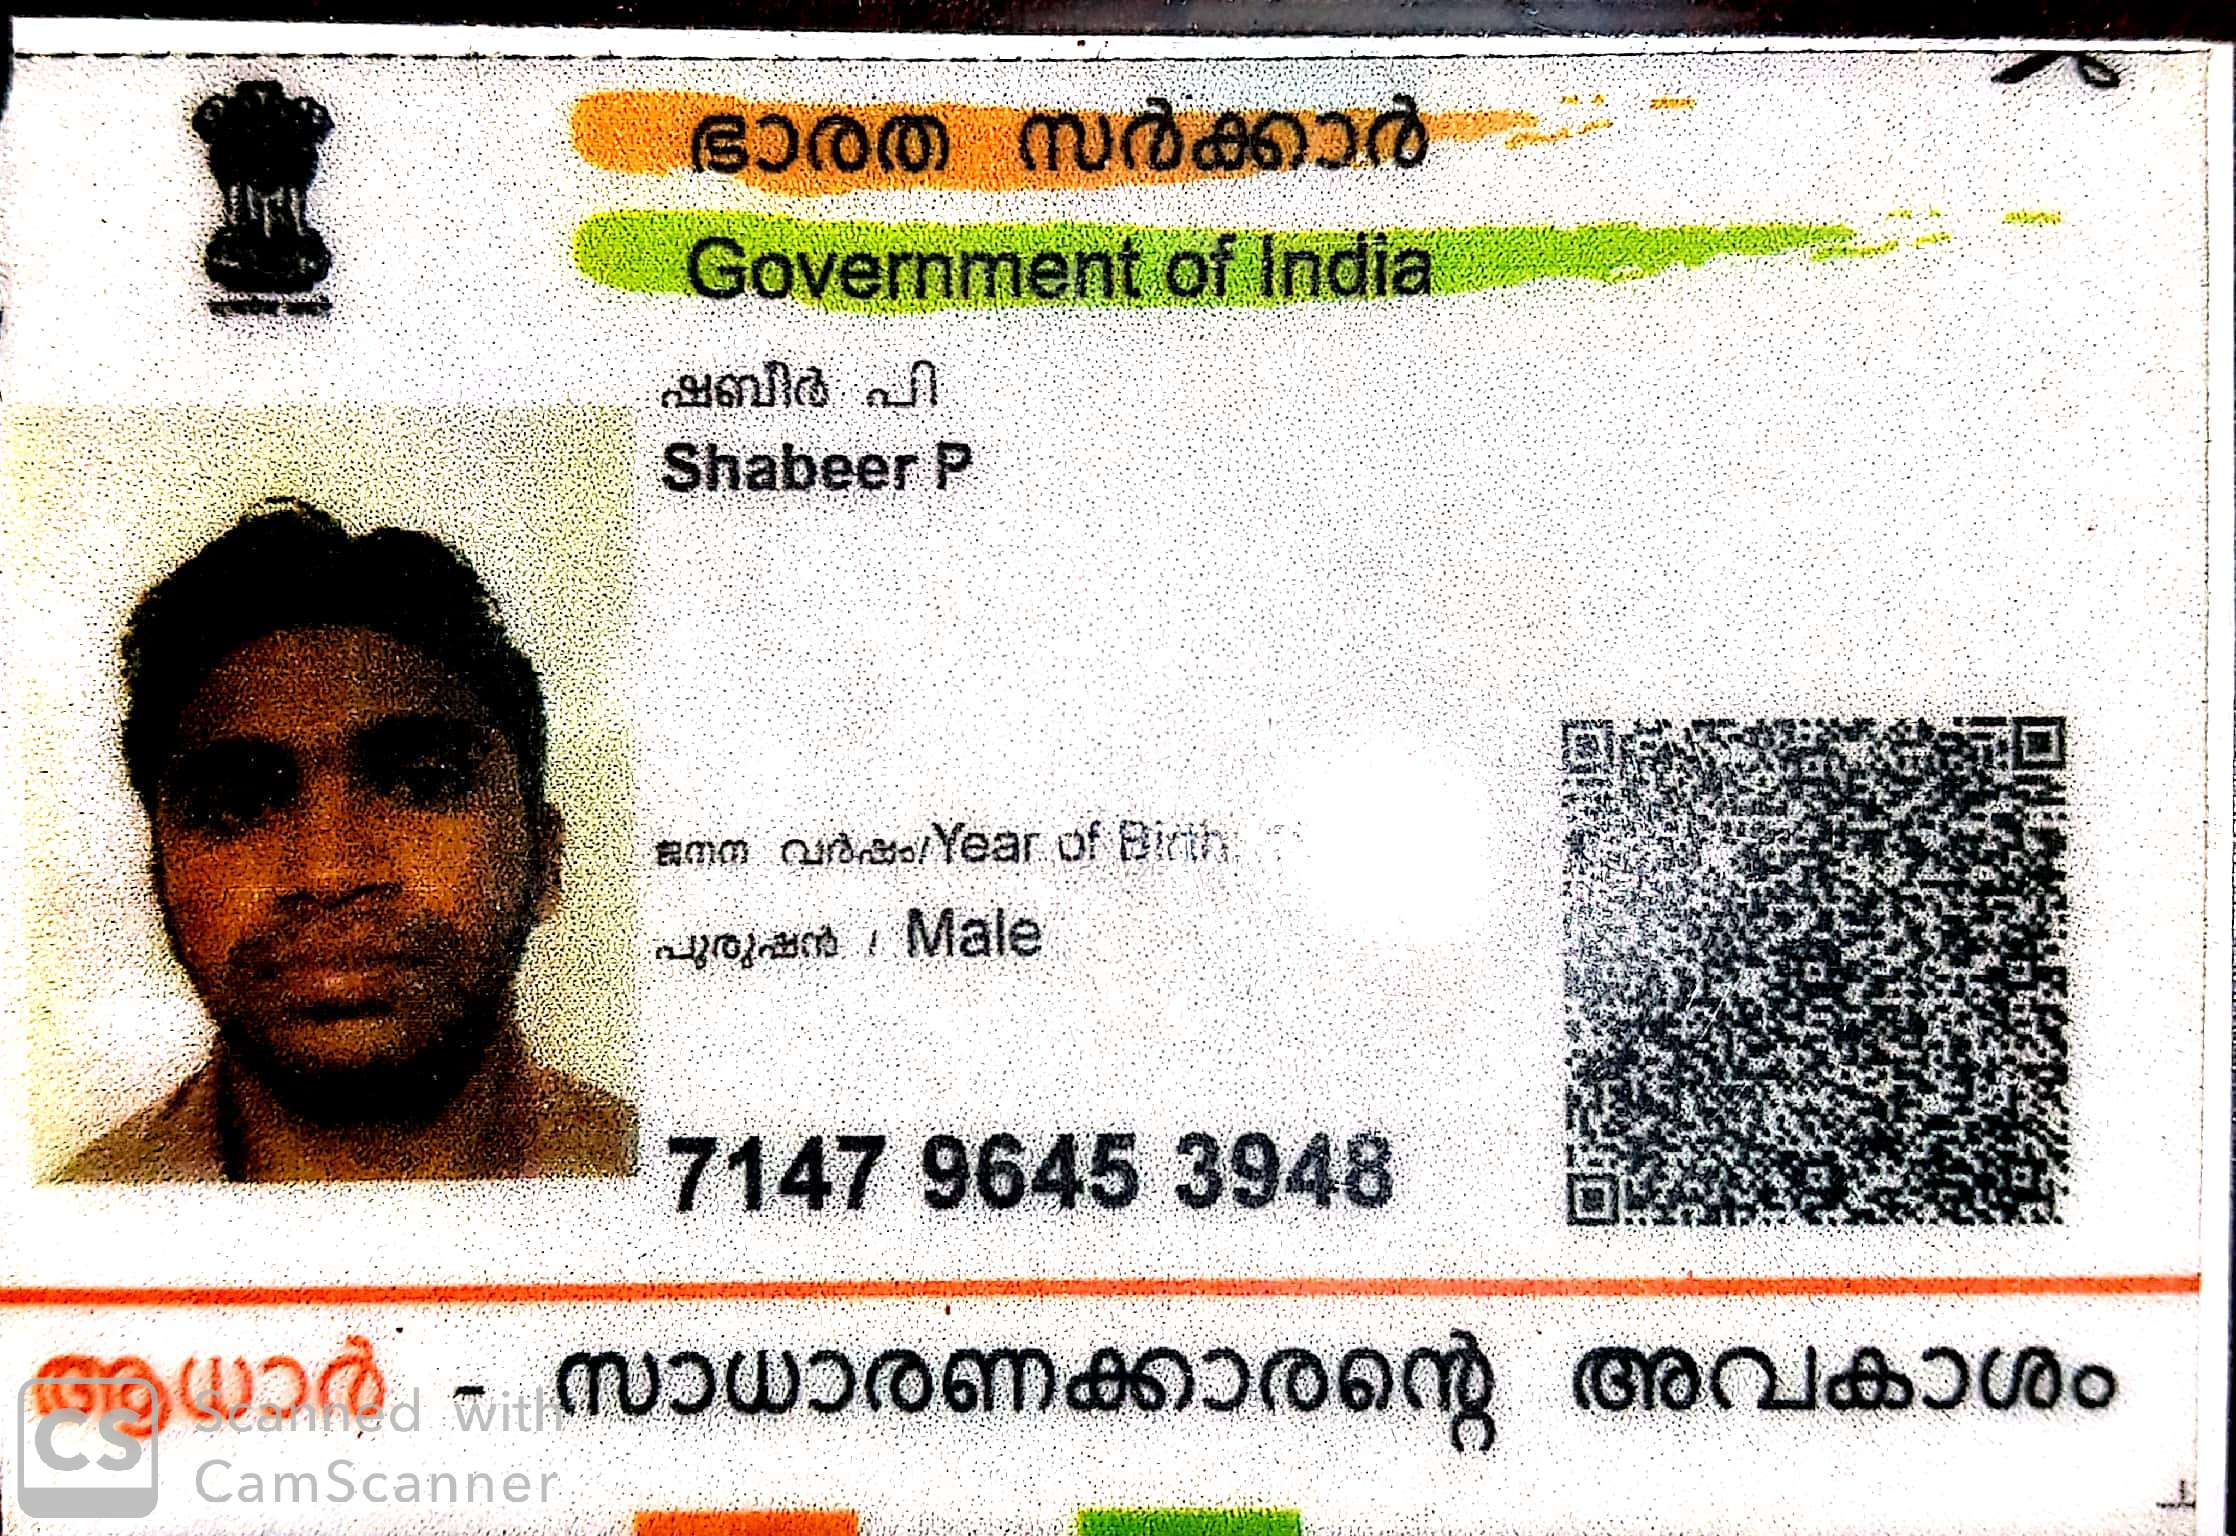 ഭാരത സർക്കാർ
Government of India
ഷബീർ പി
Shabeer P
ജനന വർഷം/Year of Birth
പുരുഷൻ / Male
7147 9645 3948
ആധാർ - സാധാരണക്കാരന്റെ അവകാശം
CS Scanned with
CamScanner